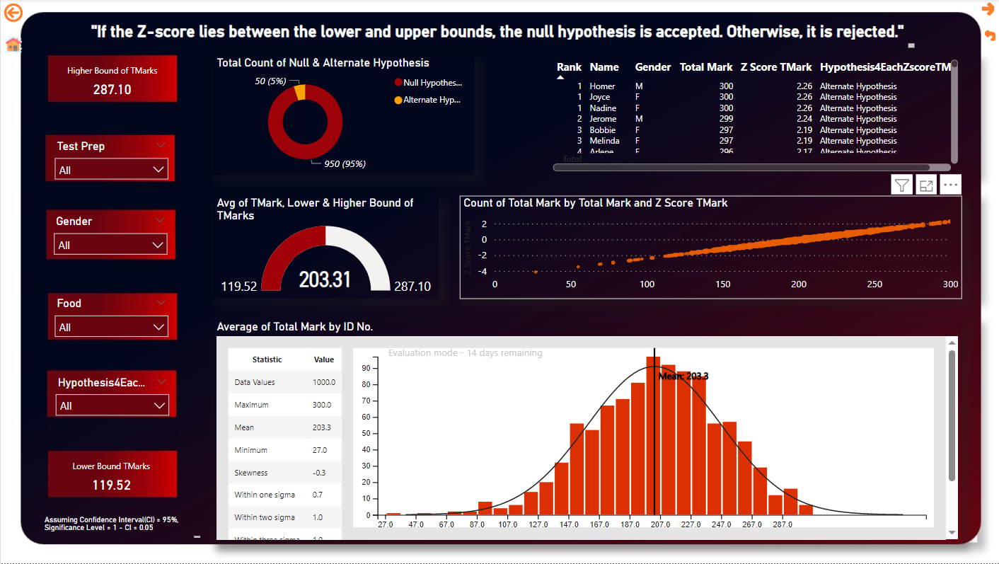 "If the Z-score lies between the lower and upper bounds, the null hypothesis is accepted. Otherwise, it is rejected."
Higher Bound of TMarks
287.10
Test Prep
All
Gender
All
Food
All
Hypothesis4Eac...
All
Lower Bound TMarks
119.52
Assuming Confidence Interval(CI) = 95%,
Significance Level = 1 - CI = 0.05
Total Count of Null & Alternate Hypothesis
50 (5%)
950 (95%)
Null Hypothes...
Alternate Hyp...
Rank Name Gender Total Mark Z Score TMark Hypothesis4EachZscoreTM
1 Homer M 300 2.26 Alternate Hypothesis
1 Joyce F 300 2.26 Alternate Hypothesis
1 Nadine F 300 2.26 Alternate Hypothesis
2 Jerome M 299 2.24 Alternate Hypothesis
3 Bobbie F 297 2.19 Alternate Hypothesis
3 Melinda F 297 2.19 Alternate Hypothesis
4 Arlene F 296 2.17 Alternate Hypothesis
Total
Avg of TMark, Lower & Higher Bound of
TMarks
119.52
203.31
287.10
Count of Total Mark by Total Mark and Z Score TMark
Z Score TMark
2
0
-2
-4
0 50 100 150 200 250 300
Average of Total Mark by ID No.
Statistic Value
Data Values 1000.0
Maximum 300.0
Mean 203.3
Minimum 27.0
Skewness -0.3
Within one sigma 0.7
Within two sigma 1.0
Within three sigma 1.0
Evaluation mode - 14 days remaining
Mean: 203.3
90
80
70
60
50
40
30
20
10
0
27.0 47.0 67.0 87.0 107.0 127.0 147.0 167.0 187.0 207.0 227.0 247.0 267.0 287.0